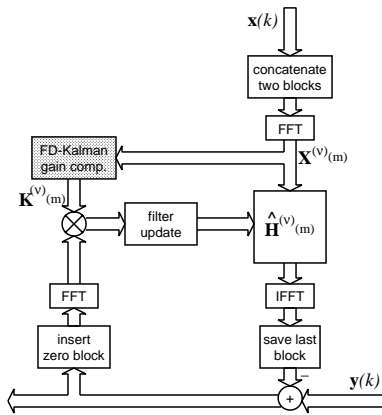 x(k)
concatenate
two blocks
FFT
FD-Kalman
gain comp.
X^(ν)(m)
K^(ν)(m)
filter
update
Ĥ^(ν)(m)
FFT
IFFT
insert
zero block
save last
block
−
y(k)
+